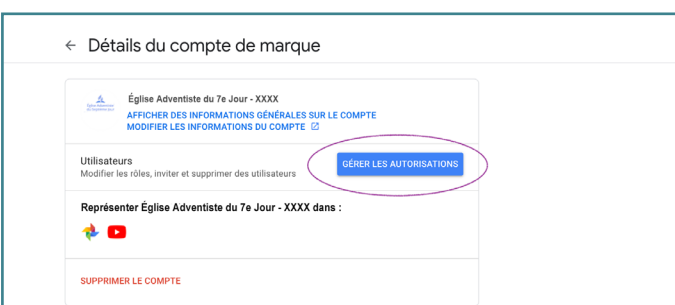 ← Détails du compte de marque
Église Adventiste du 7e Jour - XXXX
AFFICHER DES INFORMATIONS GÉNÉRALES SUR LE COMPTE
MODIFIER LES INFORMATIONS DU COMPTE
Utilisateurs
Modifier les rôles, inviter et supprimer des utilisateurs
GÉRER LES AUTORISATIONS
Représenter Église Adventiste du 7e Jour - XXXX dans :
SUPPRIMER LE COMPTE